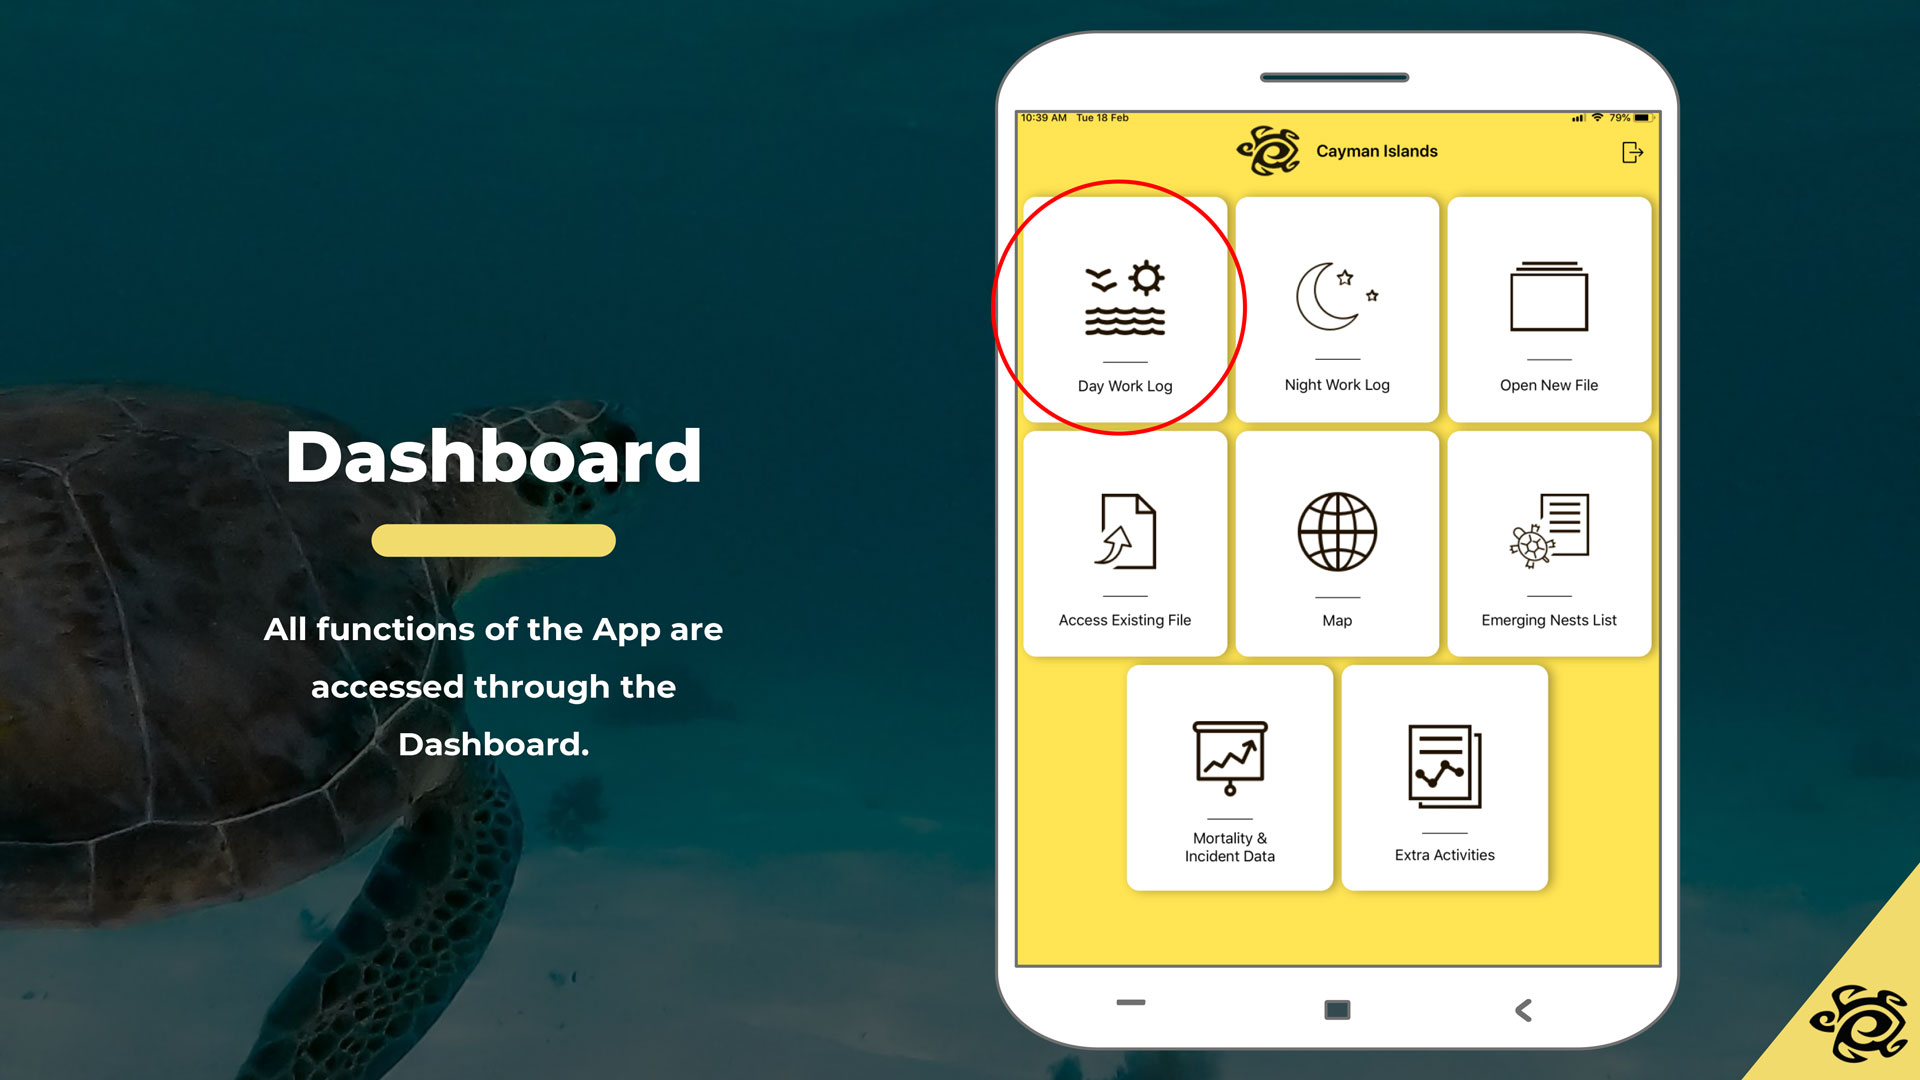 Dashboard
All functions of the App are
accessed through the
Dashboard.
10:39 AM Tue 18 Feb
79%
Cayman Islands
Day Work Log
Night Work Log
Open New File
Access Existing File
Map
Emerging Nests List
Mortality &
Incident Data
Extra Activities